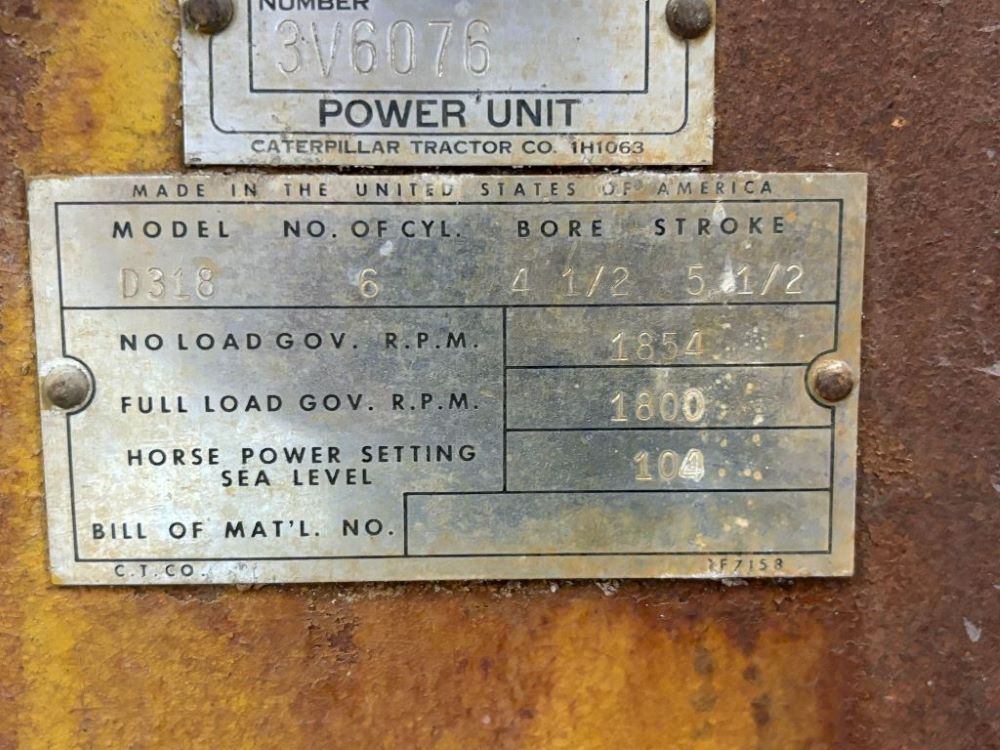 NUMBER
3V6076
POWER UNIT
CATERPILLAR TRACTOR CO. 1H1063
MADE IN THE UNITED STATES OF AMERICA
MODEL NO. OF CYL. BORE STROKE
D318 6 4 1/2 5 1/2
NO LOAD GOV. R.P.M. 1854
FULL LOAD GOV. R.P.M. 1800
HORSE POWER SETTING
SEA LEVEL 104
BILL OF MAT'L. NO.
C.T.CO.